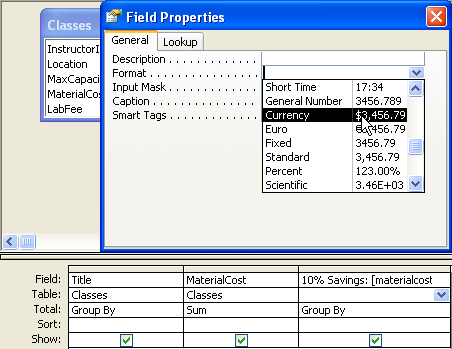 Classes
InstructorI
Location
MaxCapaci
MaterialCos
LabFee
Field Properties
General Lookup
Description . . . . . . . . . . .
Format . . . . . . . . . . . . . . .
Input Mask . . . . . . . . . . .
Caption . . . . . . . . . . . . . .
Smart Tags . . . . . . . . . . .
Short Time 17:34
General Number 3456.789
Currency $3,456.79
Euro €3,456.79
Fixed 3456.79
Standard 3,456.79
Percent 123.00%
Scientific 3.46E+03
Field: Title MaterialCost 10% Savings: [materialcost
Table: Classes Classes
Total: Group By Sum Group By
Sort:
Show: